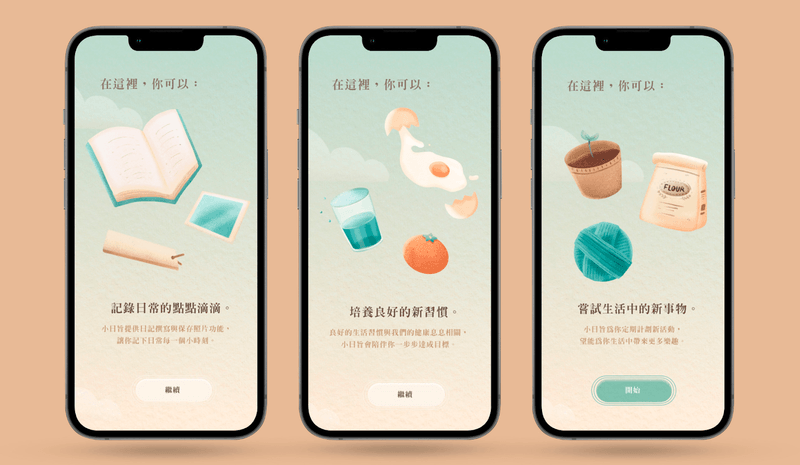 在這裡，你可以：
記錄日常的點點滴滴。
小日旨提供日記撰寫與保存照片功能，
讓你記下日常每一個小時刻。
繼續
在這裡，你可以：
培養良好的新習慣。
良好的生活習慣與我們的健康息息相關，
小日旨會陪伴你一步步達成目標。
繼續
在這裡，你可以：
FLOUR
嘗試生活中的新事物。
小日旨為你定期計劃新活動，
望能為你生活中帶來更多樂趣。
開始